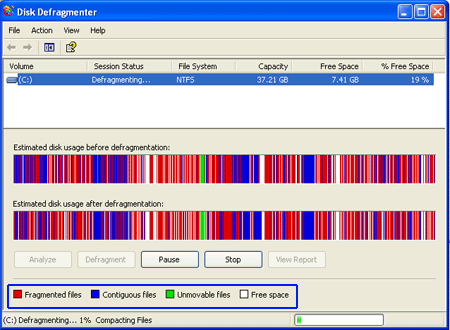 Disk Defragmenter
File Action View Help
Volume Session Status File System Capacity Free Space % Free Space
(C:) Defragmenting... NTFS 37.21 GB 7.41 GB 19 %
Estimated disk usage before defragmentation:
Estimated disk usage after defragmentation:
Analyze Defragment Pause Stop View Report
Fragmented files Contiguous files Unmovable files Free space
(C:) Defragmenting... 1% Compacting Files